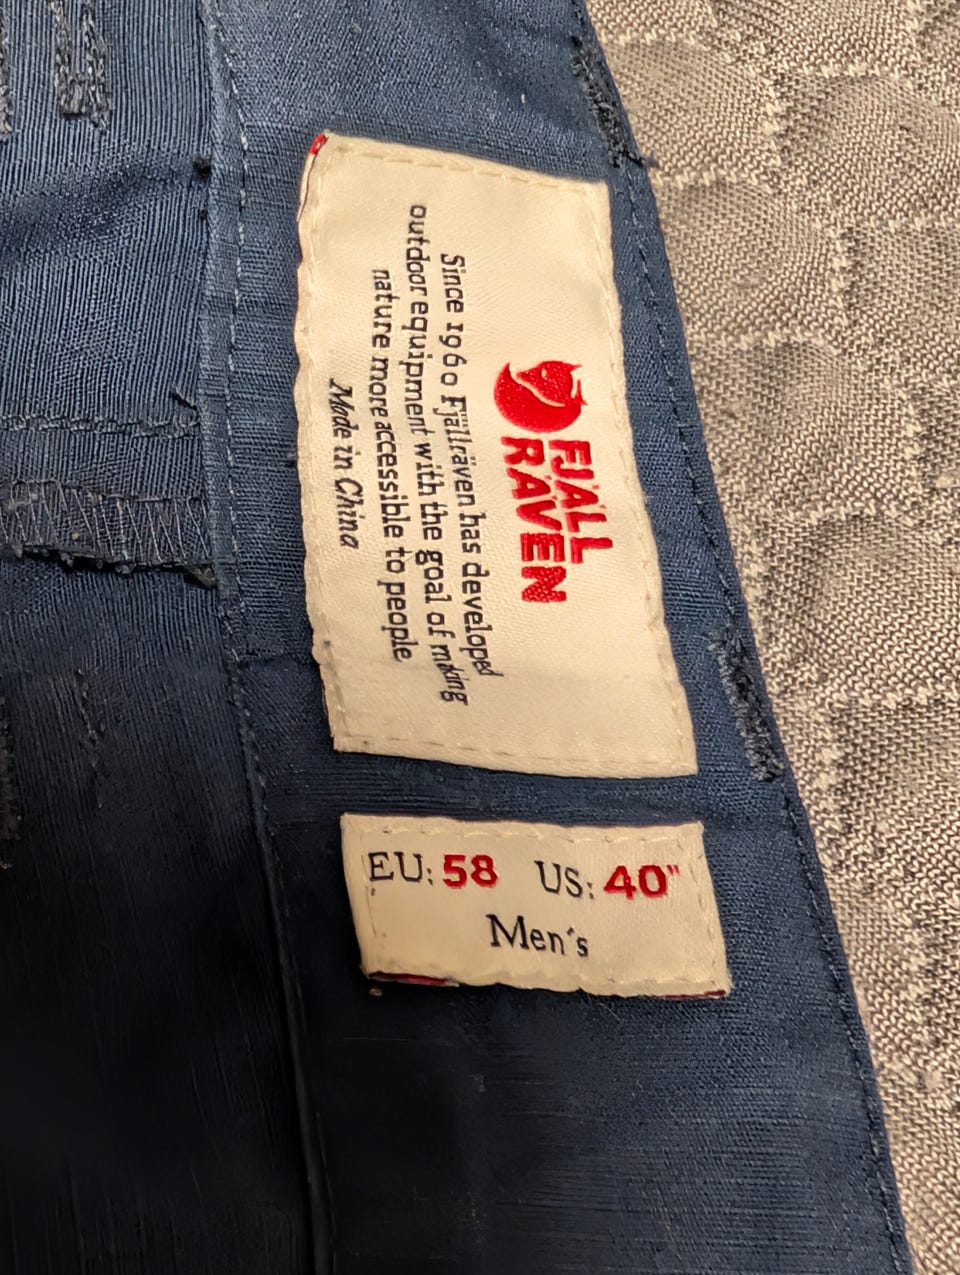 FJÄLL
RÄVEN
Since 1960 Fjällräven has developed
outdoor equipment with the goal of making
nature more accessible to people
Made in China
EU: 58 US: 40"
Men's